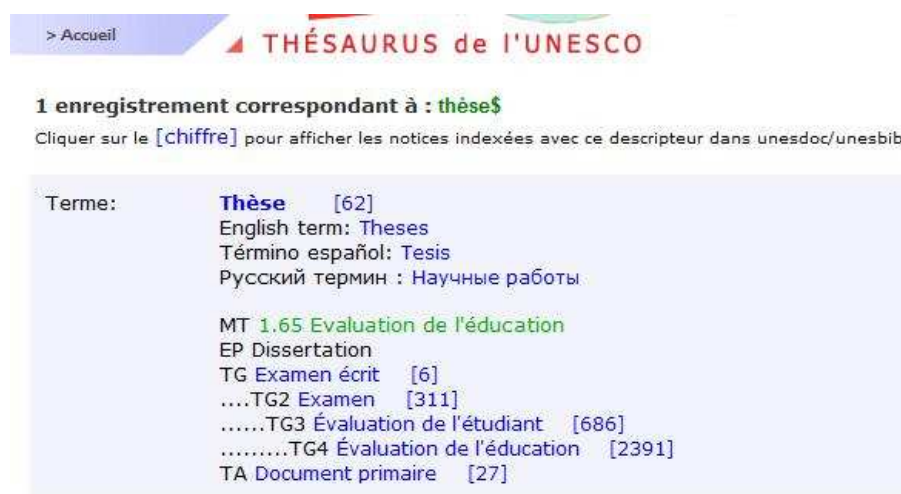 > Accueil
THÉSAURUS de l'UNESCO
1 enregistrement correspondant à : thèse$
Cliquer sur le [chiffre] pour afficher les notices indexées avec ce descripteur dans unesdoc/unesbib
Terme: Thèse [62]
English term: Theses
Término español: Tesis
Русский термин : Научные работы
MT 1.65 Evaluation de l'éducation
EP Dissertation
TG Examen écrit [6]
....TG2 Examen [311]
......TG3 Évaluation de l'étudiant [686]
.........TG4 Évaluation de l'éducation [2391]
TA Document primaire [27]